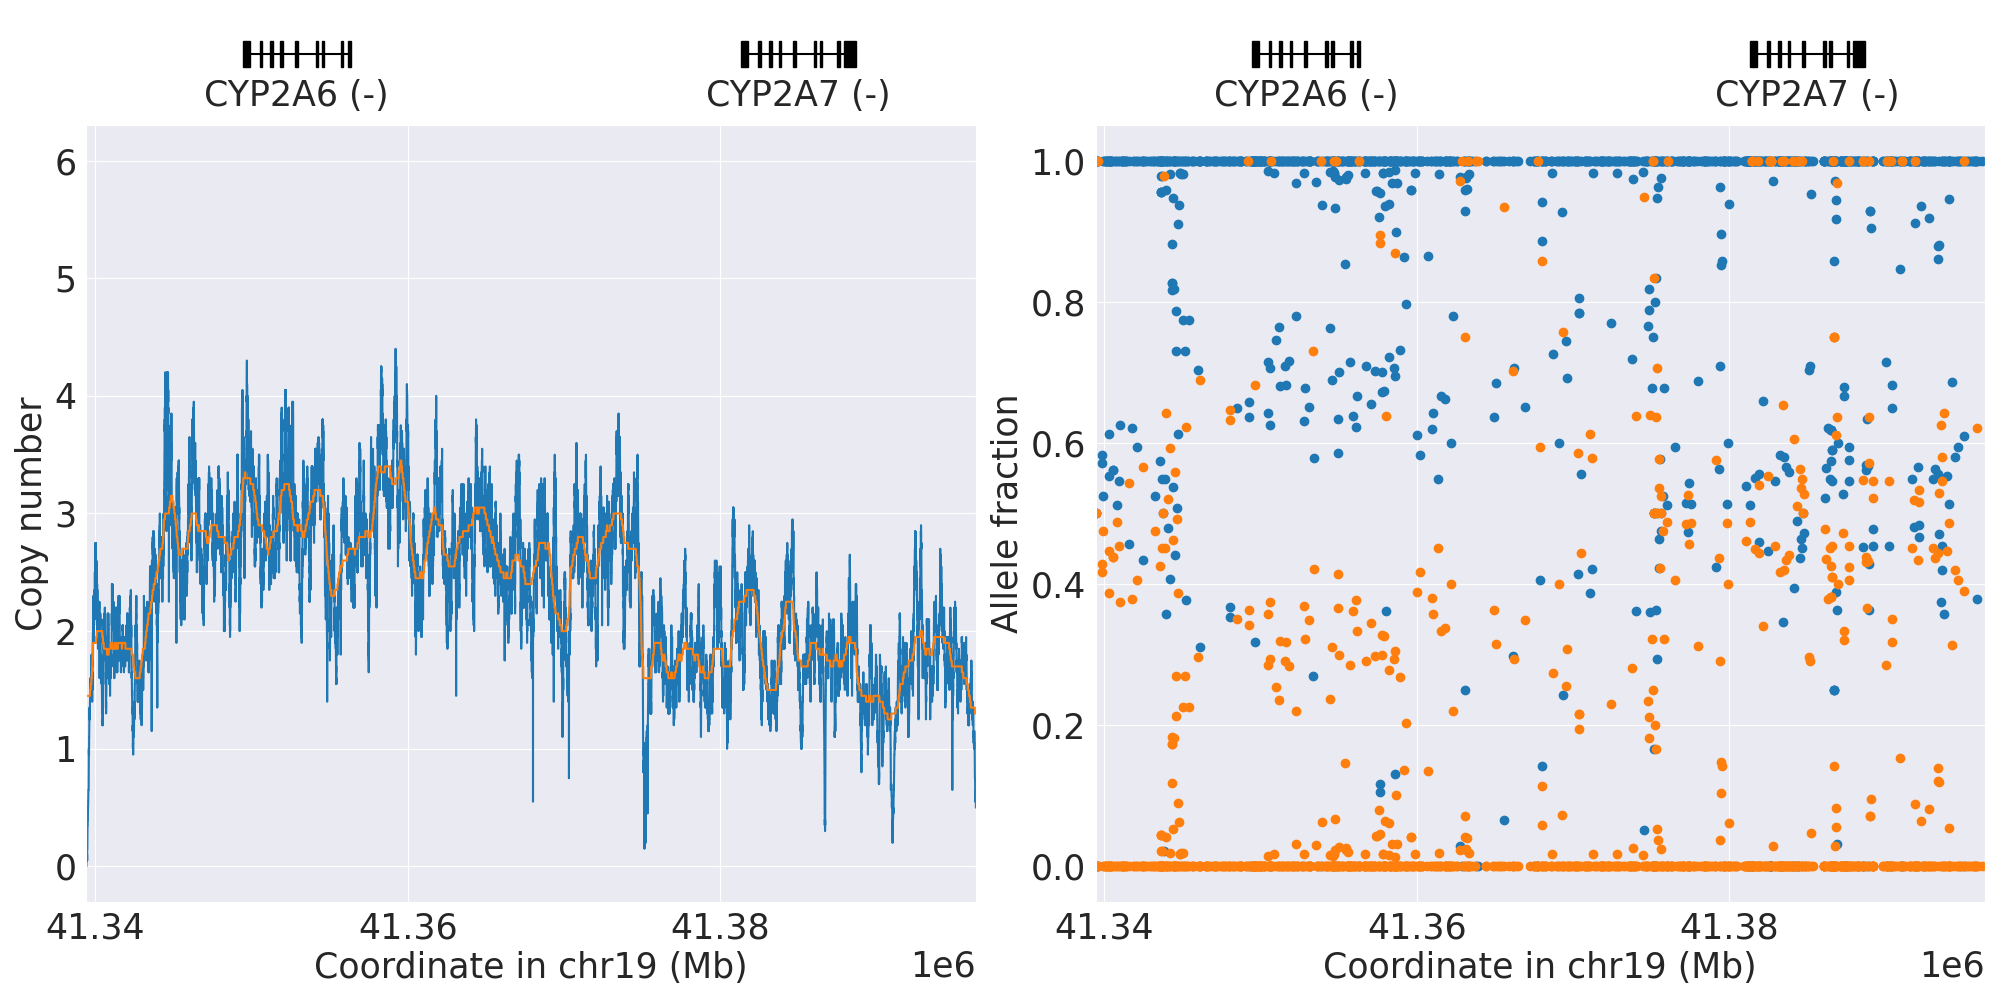 CYP2A6 (-)
CYP2A7 (-)
Copy number
6
5
4
3
2
1
0
41.34
41.36
41.38
Coordinate in chr19 (Mb)
1e6
CYP2A6 (-)
CYP2A7 (-)
Allele fraction
1.0
0.8
0.6
0.4
0.2
0.0
41.34
41.36
41.38
Coordinate in chr19 (Mb)
1e6